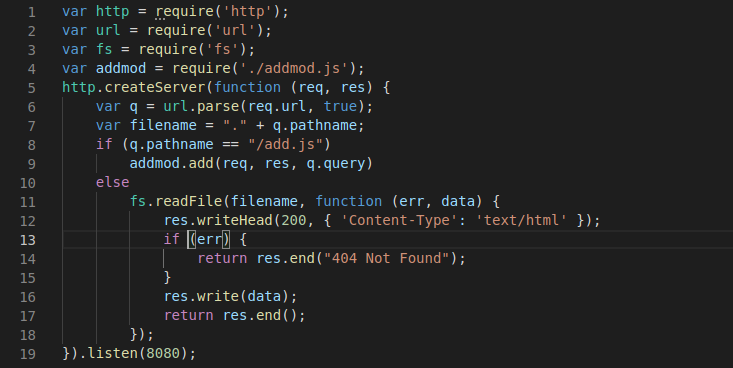 1 var http = require('http');
2 var url = require('url');
3 var fs = require('fs');
4 var addmod = require('./addmod.js');
5 http.createServer(function (req, res) {
6     var q = url.parse(req.url, true);
7     var filename = "." + q.pathname;
8     if (q.pathname == "/add.js")
9         addmod.add(req, res, q.query)
10     else
11         fs.readFile(filename, function (err, data) {
12             res.writeHead(200, { 'Content-Type': 'text/html' });
13             if (err) {
14                 return res.end("404 Not Found");
15             }
16             res.write(data);
17             return res.end();
18         });
19 }).listen(8080);